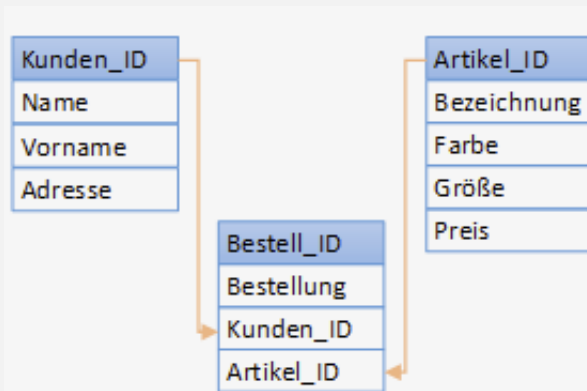 Kunden_ID
Name
Vorname
Adresse
Artikel_ID
Bezeichnung
Farbe
Größe
Preis
Bestell_ID
Bestellung
Kunden_ID
Artikel_ID